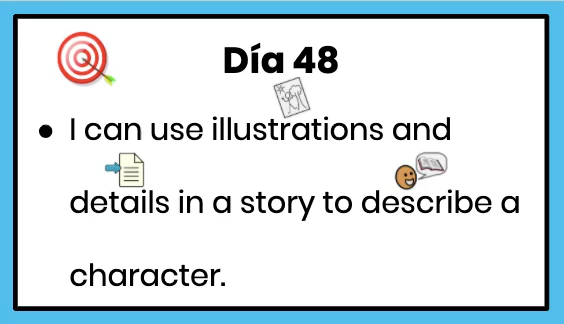 Día 48
● I can use illustrations and
details in a story to describe a
character.